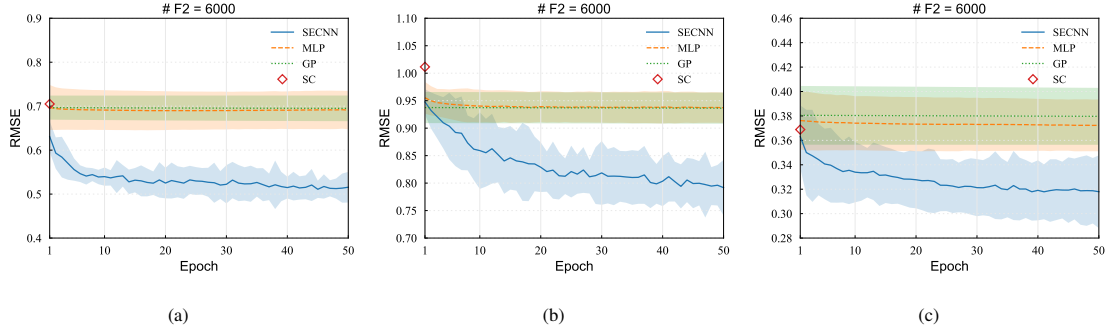 # F2 = 6000
RMSE
0.9
0.8
0.7
0.6
0.5
0.4
SECNN
MLP
GP
SC
1
10
20
30
40
50
Epoch
(a)
# F2 = 6000
RMSE
1.10
1.05
1.00
0.95
0.90
0.85
0.80
0.75
0.70
SECNN
MLP
GP
SC
1
10
20
30
40
50
Epoch
(b)
# F2 = 6000
RMSE
0.46
0.44
0.42
0.40
0.38
0.36
0.34
0.32
0.30
0.28
SECNN
MLP
GP
SC
1
10
20
30
40
50
Epoch
(c)